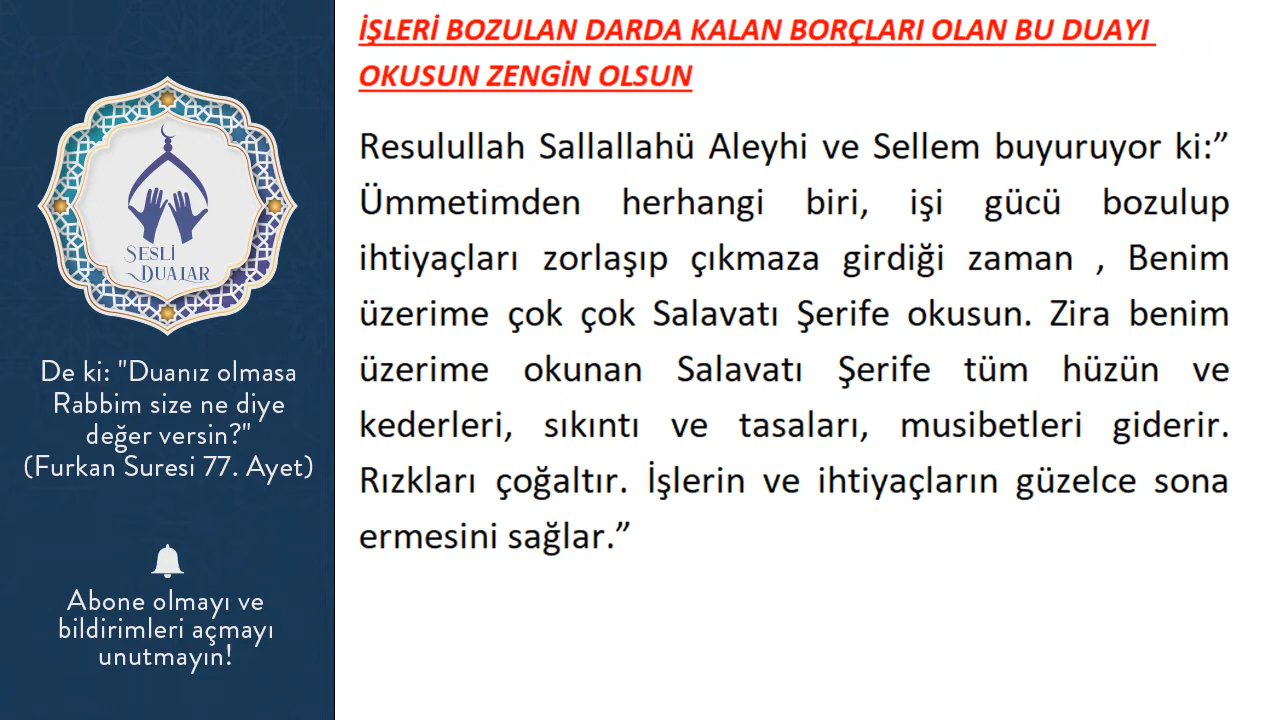 SESLİ
DUALAR
De ki: "Duanız olmasa
Rabbim size ne diye
değer versin?"
(Furkan Suresi 77. Ayet)
Abone olmayı ve
bildirimleri açmayı
unutmayın!
İŞLERİ BOZULAN DARDA KALAN BORÇLARI OLAN BU DUAYI
OKUSUN ZENGİN OLSUN
Resulullah Sallallahü Aleyhi ve Sellem buyuruyor ki:”
Ümmetimden herhangi biri, işi gücü bozulup
ihtiyaçları zorlaşıp çıkmaza girdiği zaman , Benim
üzerime çok çok Salavatı Şerife okusun. Zira benim
üzerime okunan Salavatı Şerife tüm hüzün ve
kederleri, sıkıntı ve tasaları, musibetleri giderir.
Rızkları çoğaltır. İşlerin ve ihtiyaçların güzelce sona
ermesini sağlar.”